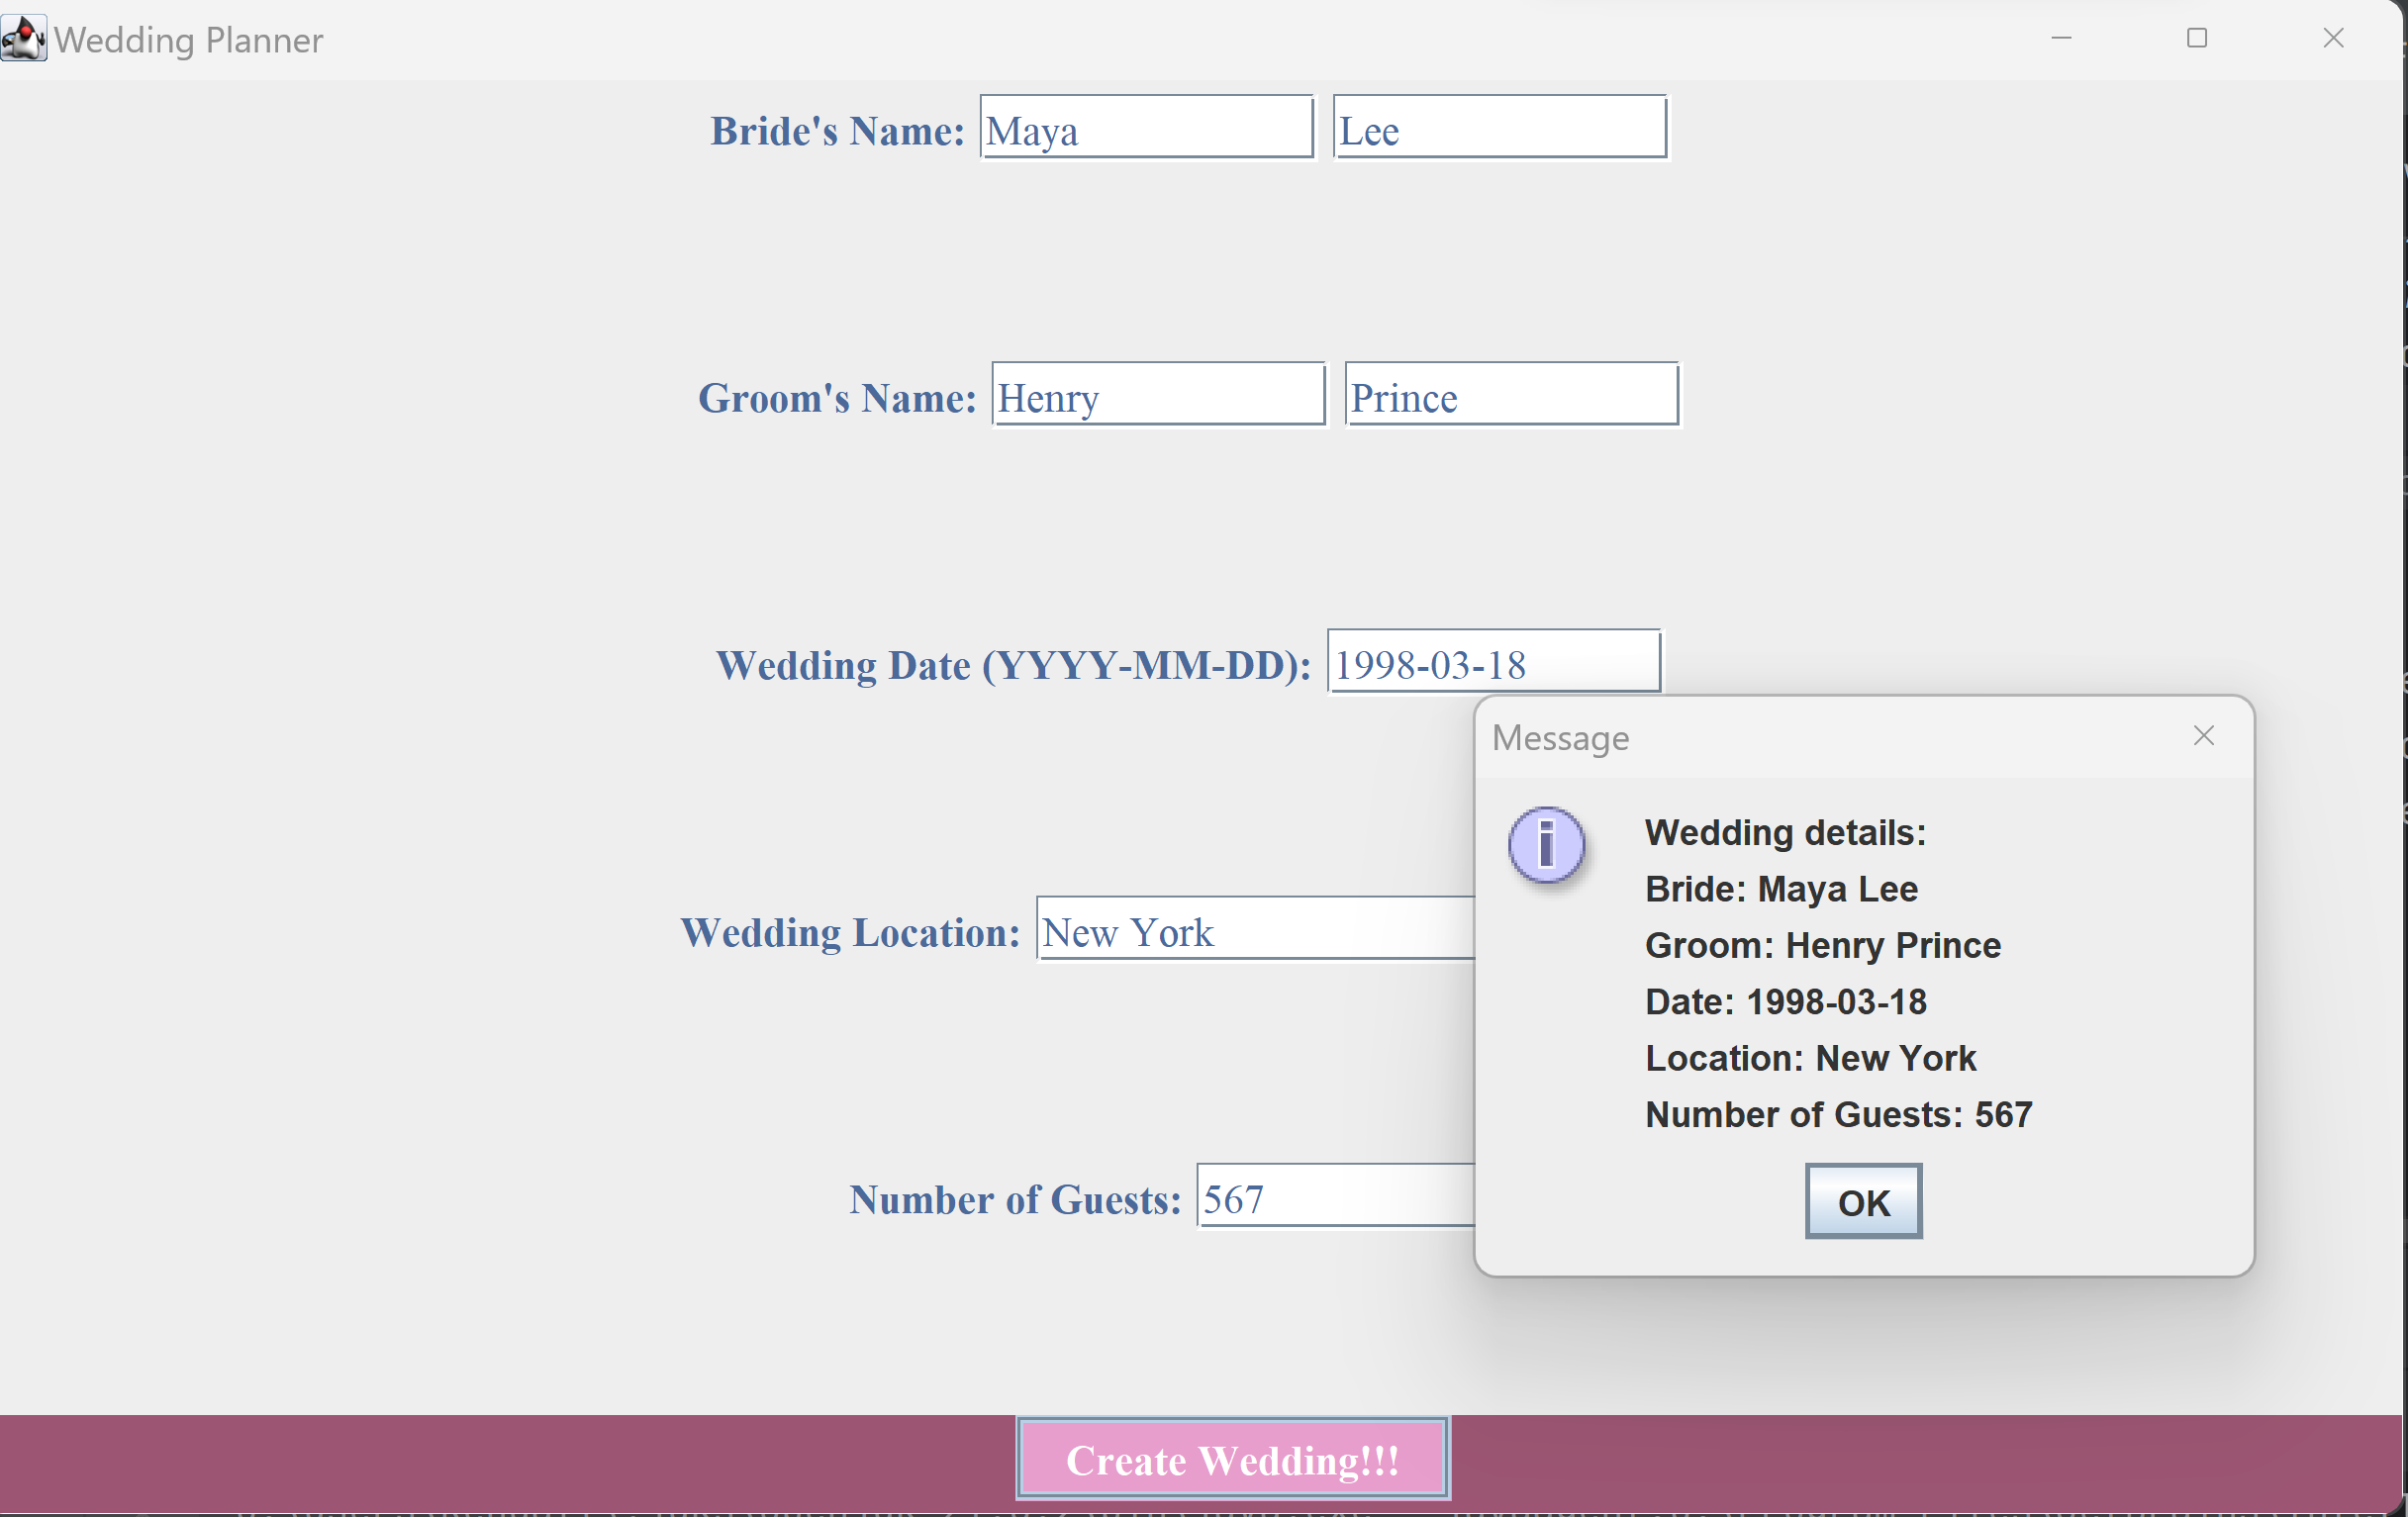 Wedding Planner
Bride's Name: Maya Lee
Groom's Name: Henry Prince
Wedding Date (YYYY-MM-DD): 1998-03-18
Wedding Location: New York
Number of Guests: 567
Message
Wedding details:
Bride: Maya Lee
Groom: Henry Prince
Date: 1998-03-18
Location: New York
Number of Guests: 567
OK
Create Wedding!!!